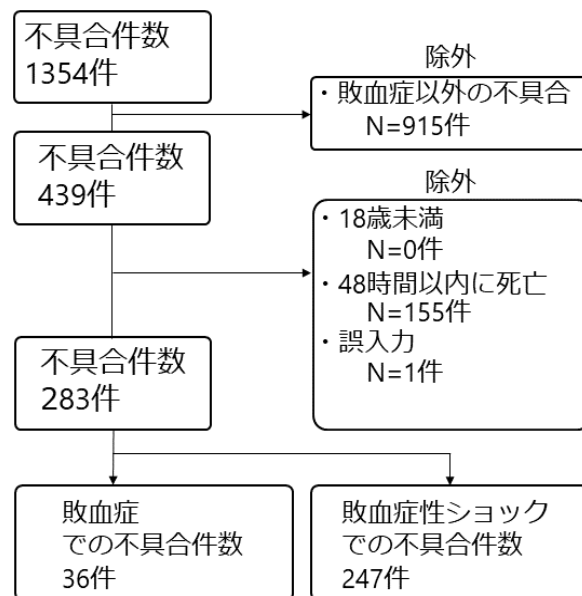 不具合件数
1354件
除外
・敗血症以外の不具合
N=915件
不具合件数
439件
除外
・18歳未満
N=0件
・48時間以内に死亡
N=155件
・誤入力
N=1件
不具合件数
283件
敗血症
での不具合件数
36件
敗血症性ショック
での不具合件数
247件